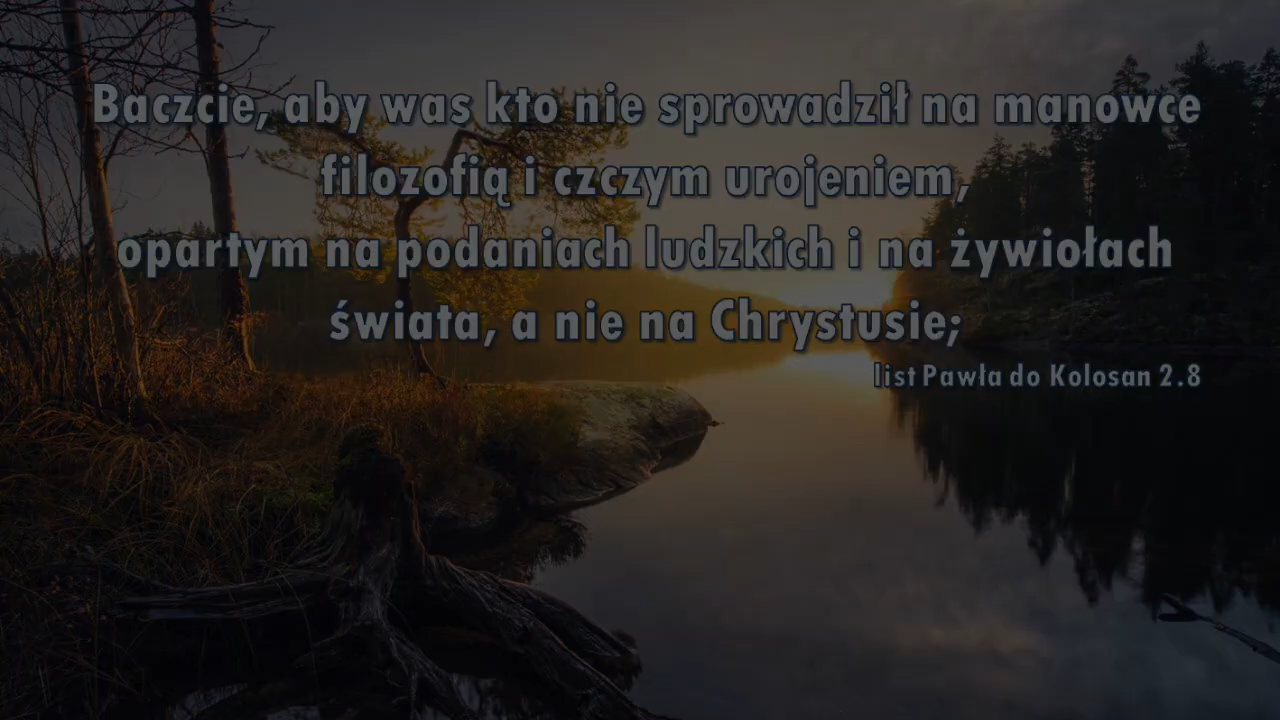 Baczcie, aby was kto nie sprowadził na manowce
filozofią i czczym urojeniem,
opartym na podaniach ludzkich i na żywiołach
świata, a nie na Chrystusie;
list Pawła do Kolosan 2.8